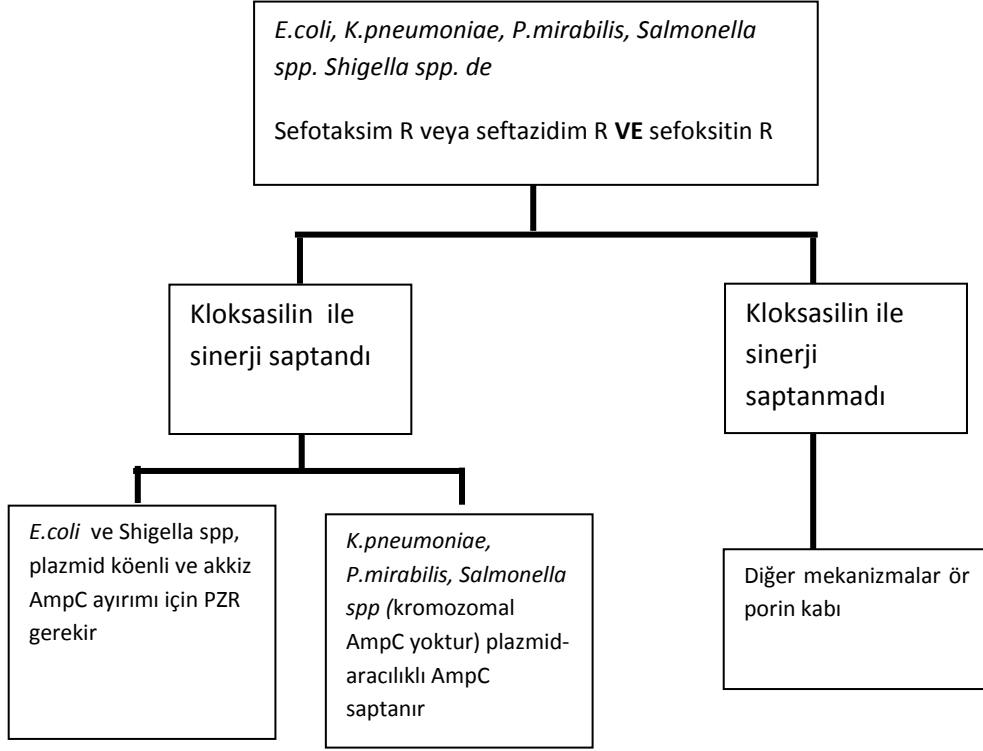 E.coli, K.pneumoniae, P.mirabilis, Salmonella
spp. Shigella spp. de
Sefotaksim R veya seftazidim R VE sefoksitin R
Kloksasilin ile
sinerji saptandı
Kloksasilin ile
sinerji
saptanmadı
E.coli ve Shigella spp,
plazmid köenli ve akkiz
AmpC ayırımı için PZR
gerekir
K.pneumoniae,
P.mirabilis, Salmonella
spp (kromozomal
AmpC yoktur) plazmid-
aracılıklı AmpC
saptanır
Diğer mekanizmalar ör
porin kabı